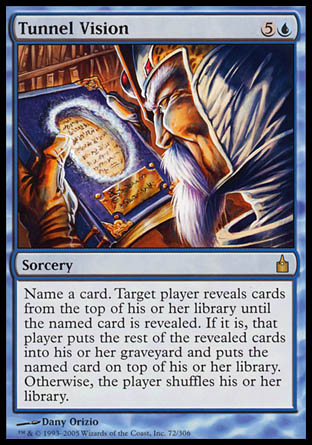 Tunnel Vision 5
Sorcery
Name a card. Target player reveals cards
from the top of his or her library until
the named card is revealed. If it is, that
player puts the rest of the revealed cards
into his or her graveyard and puts the
named card on top of his or her library.
Otherwise, the player shuffles his or
her library.
Dany Orizio
™ & © 1993–2005 Wizards of the Coast, Inc. 72/306